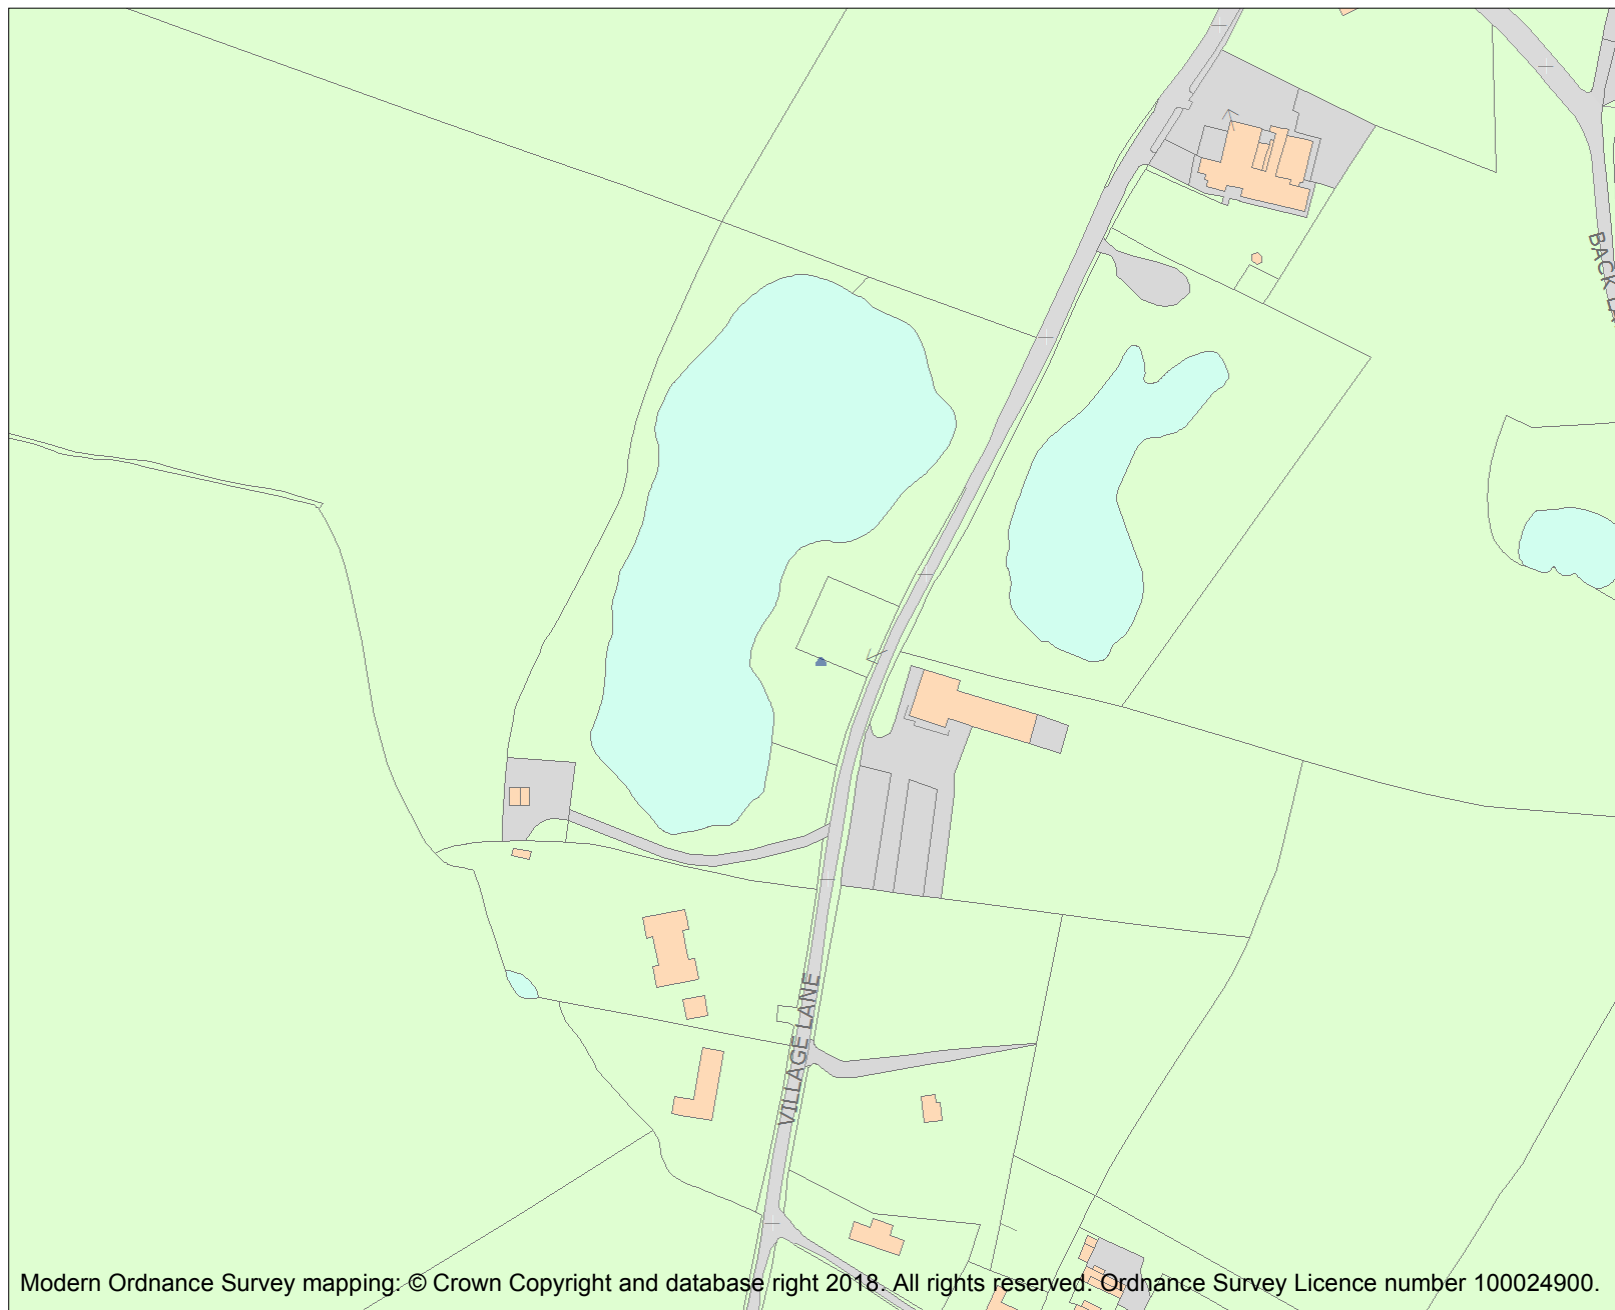 BACK LA
VILLAGE LANE
Modern Ordnance Survey mapping: © Crown Copyright and database right 2018. All rights reserved. Ordnance Survey Licence number 100024900.